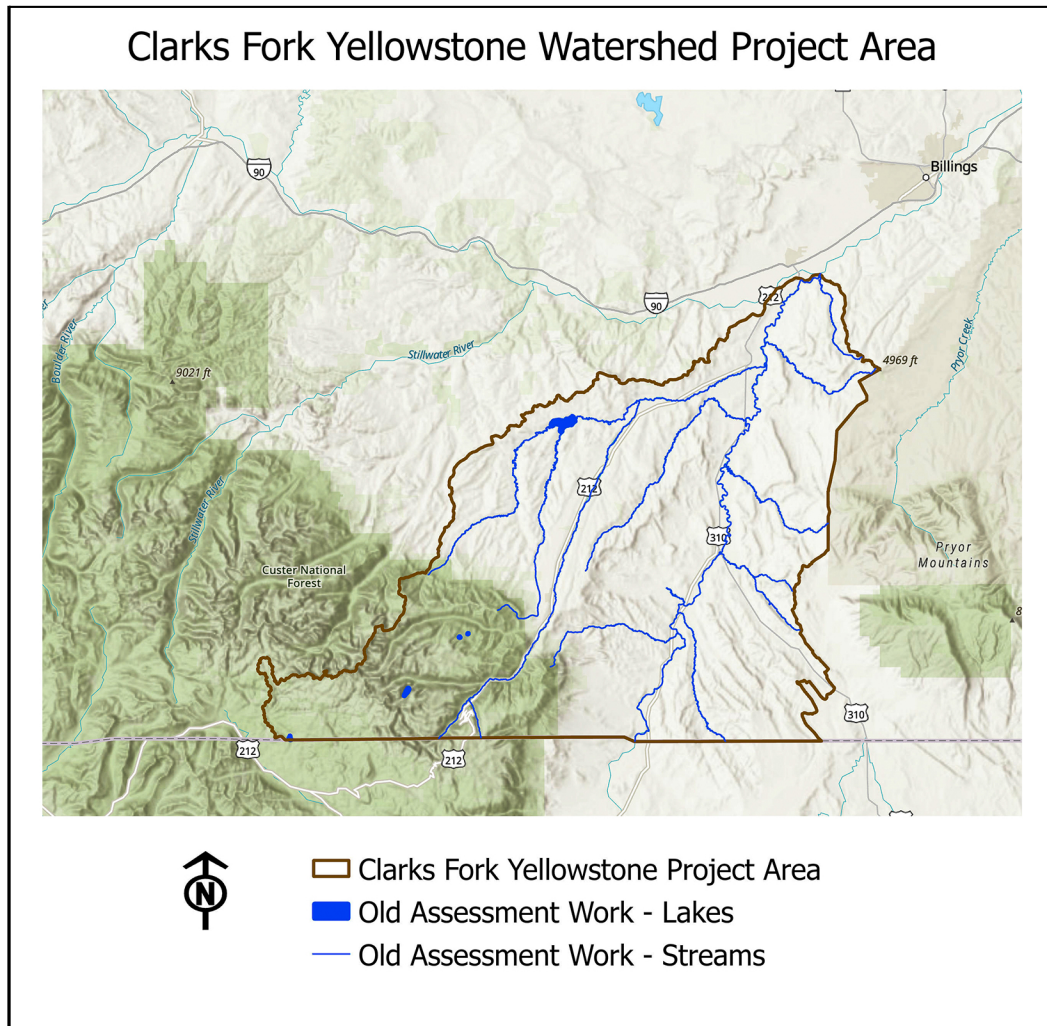 Clarks Fork Yellowstone Watershed Project Area
90
Billings
212
90
Boulder River
Stillwater River
Pryor Creek
9021 ft
4969 ft
212
Stillwater River
310
Pryor
Mountains
Custer National
Forest
8
310
212
212
N
Clarks Fork Yellowstone Project Area
Old Assessment Work - Lakes
Old Assessment Work - Streams